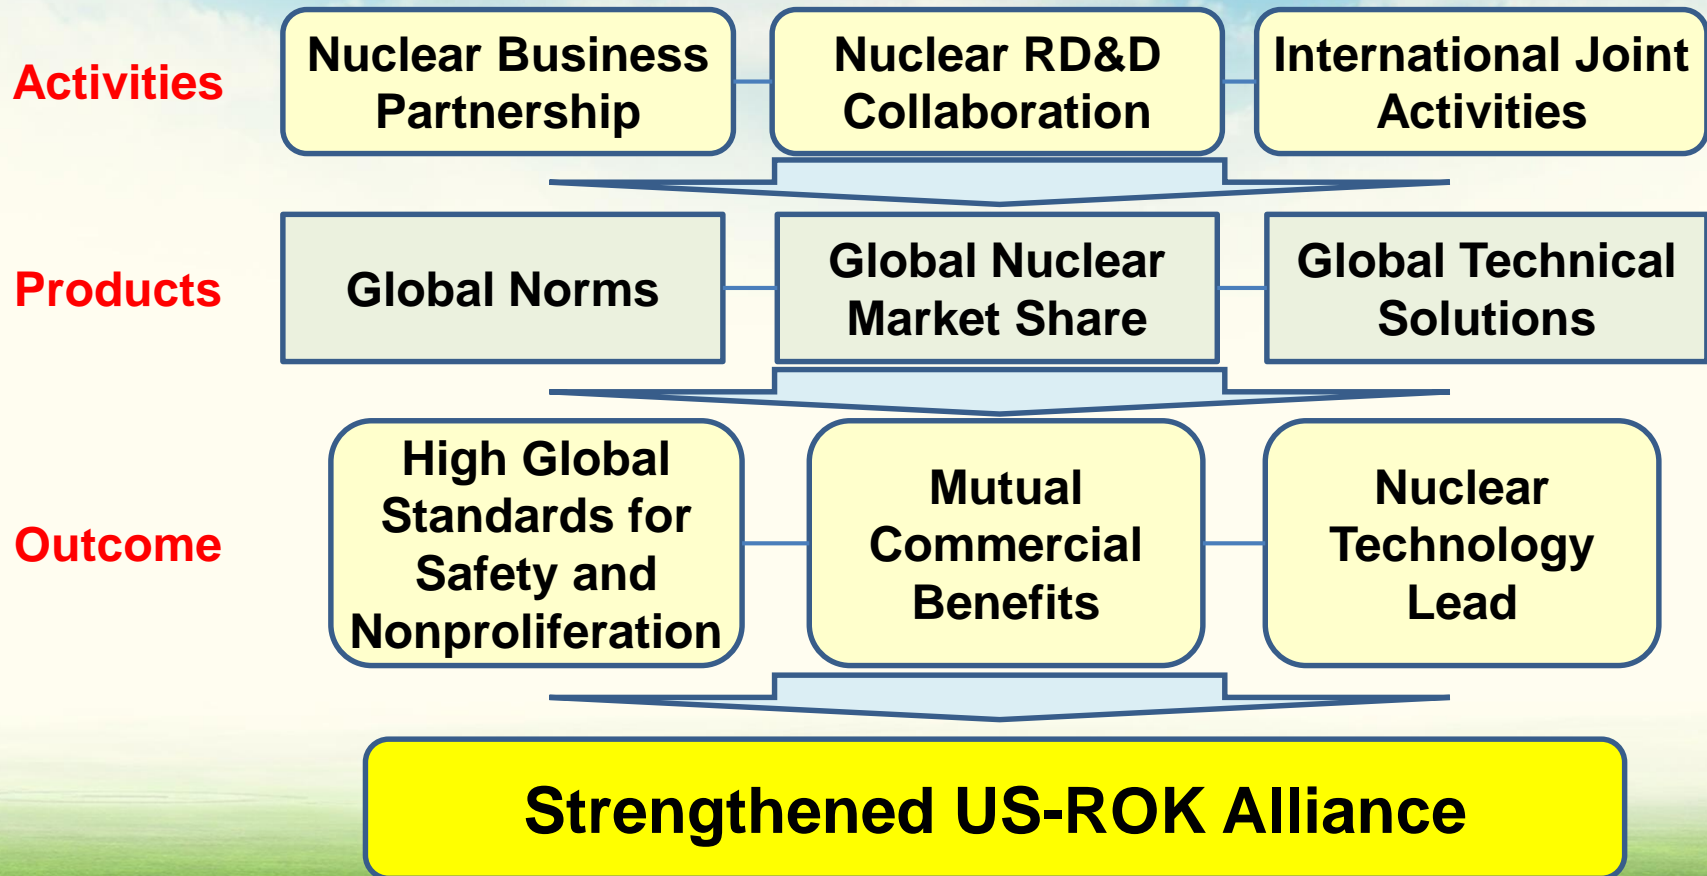 Activities
Nuclear Business
Partnership
Nuclear RD&D
Collaboration
International Joint
Activities
Products
Global Norms
Global Nuclear
Market Share
Global Technical
Solutions
Outcome
High Global
Standards for
Safety and
Nonproliferation
Mutual
Commercial
Benefits
Nuclear
Technology
Lead
Strengthened US-ROK Alliance